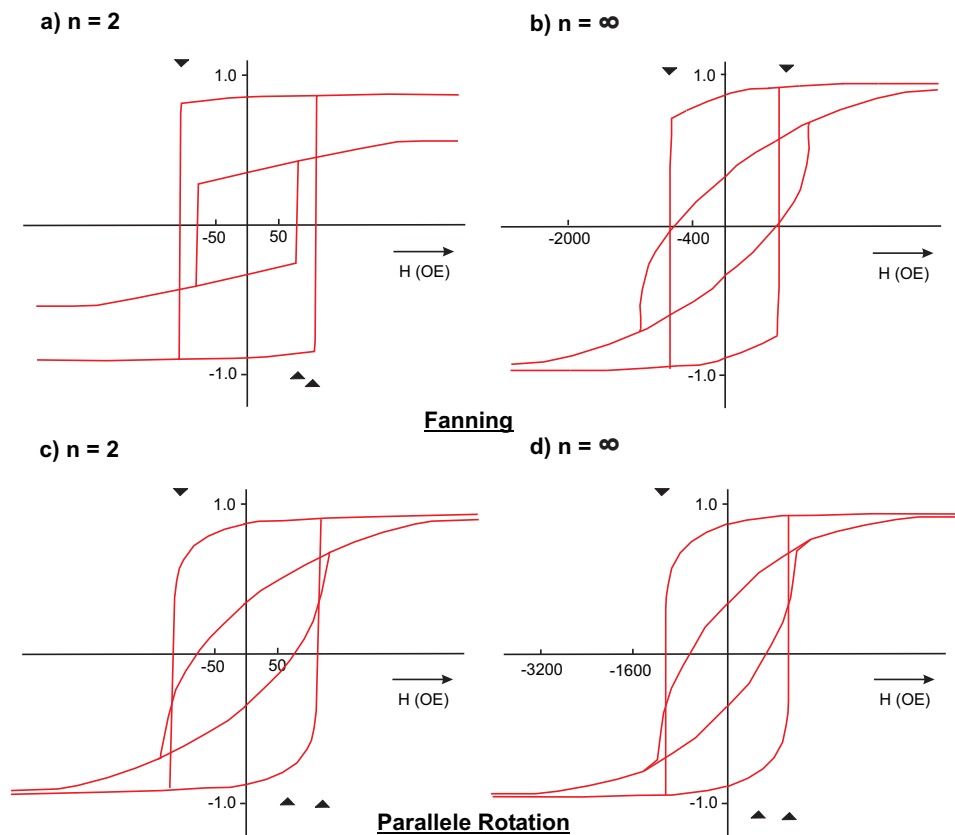 a) n = 2
1.0
-50 50
H (OE)
-1.0
b) n = ∞
1.0
-2000 -400
H (OE)
-1.0
Fanning
c) n = 2
1.0
-50 50
H (OE)
-1.0
d) n = ∞
1.0
-3200 -1600
H (OE)
-1.0
Parallele Rotation